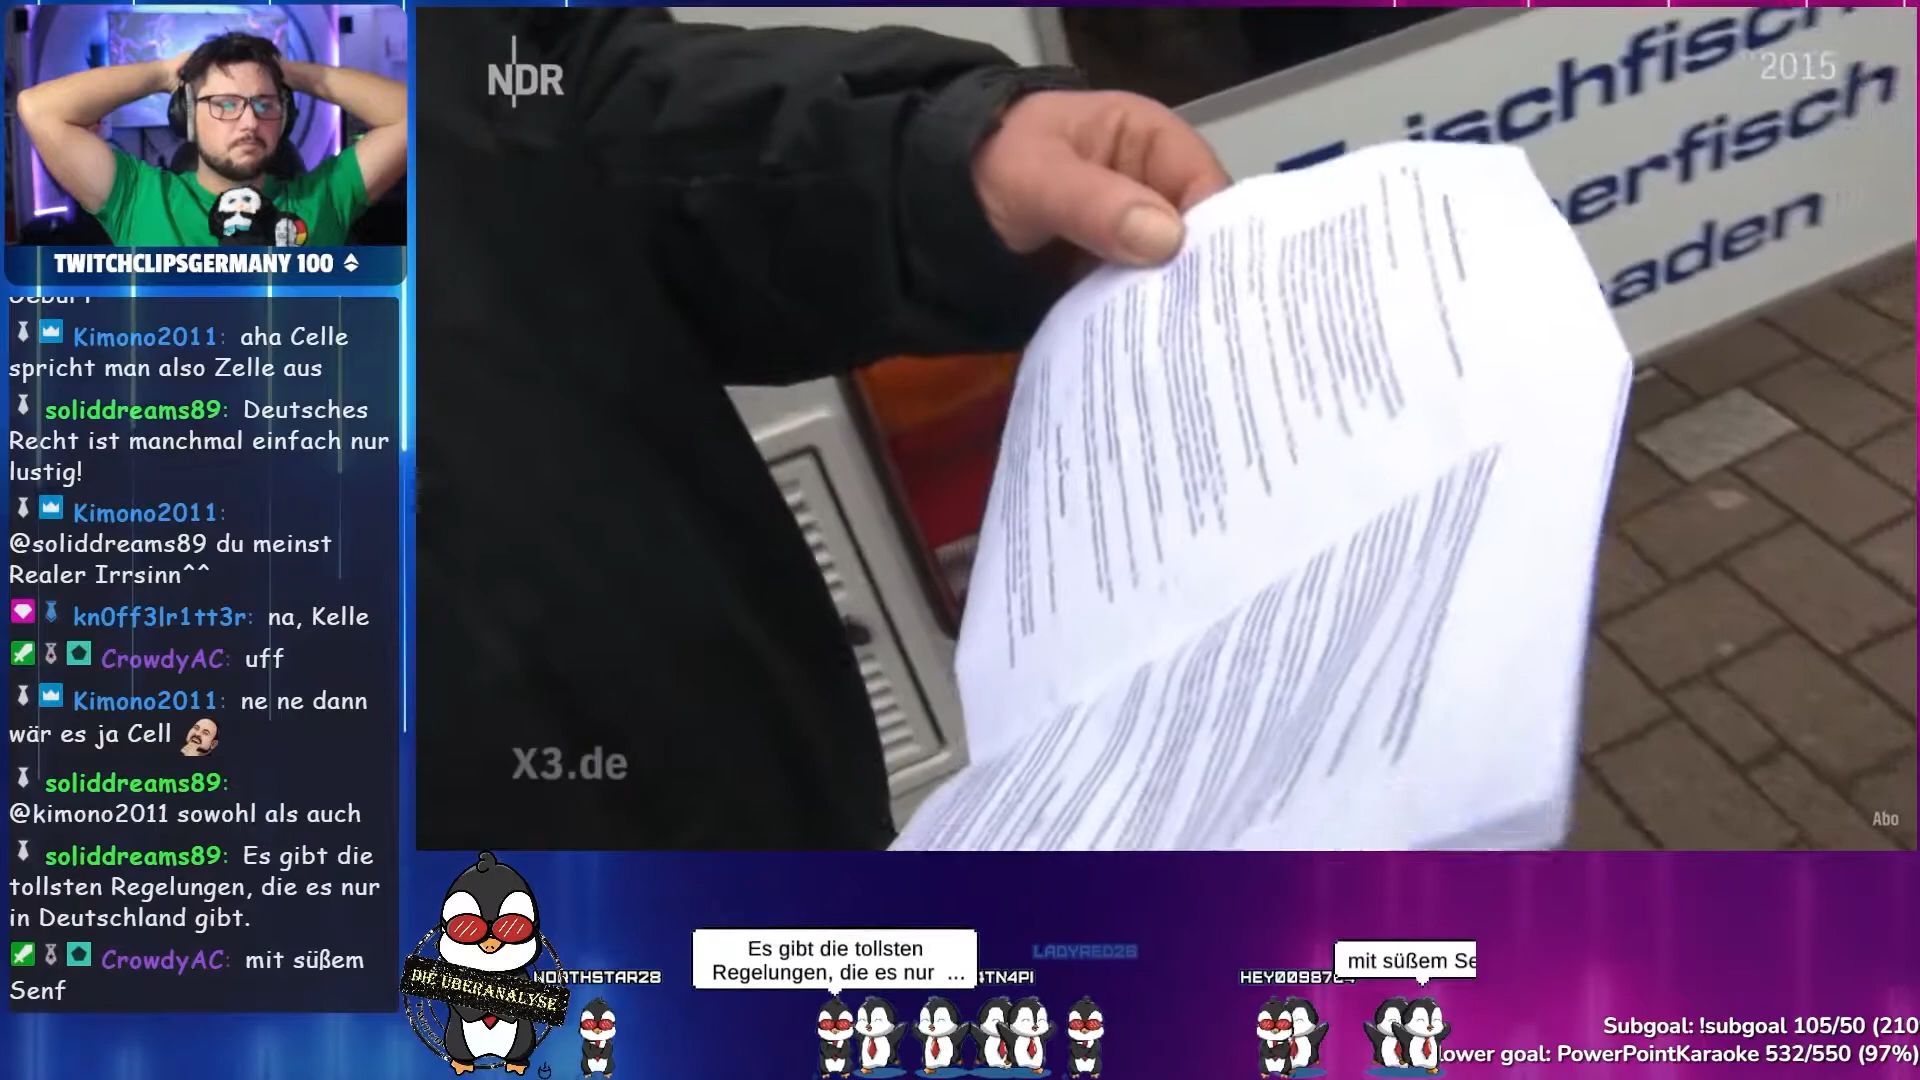 NDR
2015
X3.de
Abo
TWITCHCLIPSGERMANY 100
Kimono2011: aha Celle
spricht man also Zelle aus
soliddreams89: Deutsches
Recht ist manchmal einfach nur
lustig!
Kimono2011:
@soliddreams89 du meinst
Realer Irrsinn^^
kn0ff3lr1tt3r: na, Kelle
CrowdyAC: uff
Kimono2011: ne ne dann
wär es ja Cell
soliddreams89:
@kimono2011 sowohl als auch
soliddreams89: Es gibt die
tollsten Regelungen, die es nur
in Deutschland gibt.
CrowdyAC: mit süßem
Senf
DIE ÜBERANALYSE
NORTHSTAR28
Es gibt die tollsten
Regelungen, die es nur ...
LADYRED26
mit süßem Se
Subgoal: !subgoal 105/50 (210
ower goal: PowerPointKaraoke 532/550 (97%)